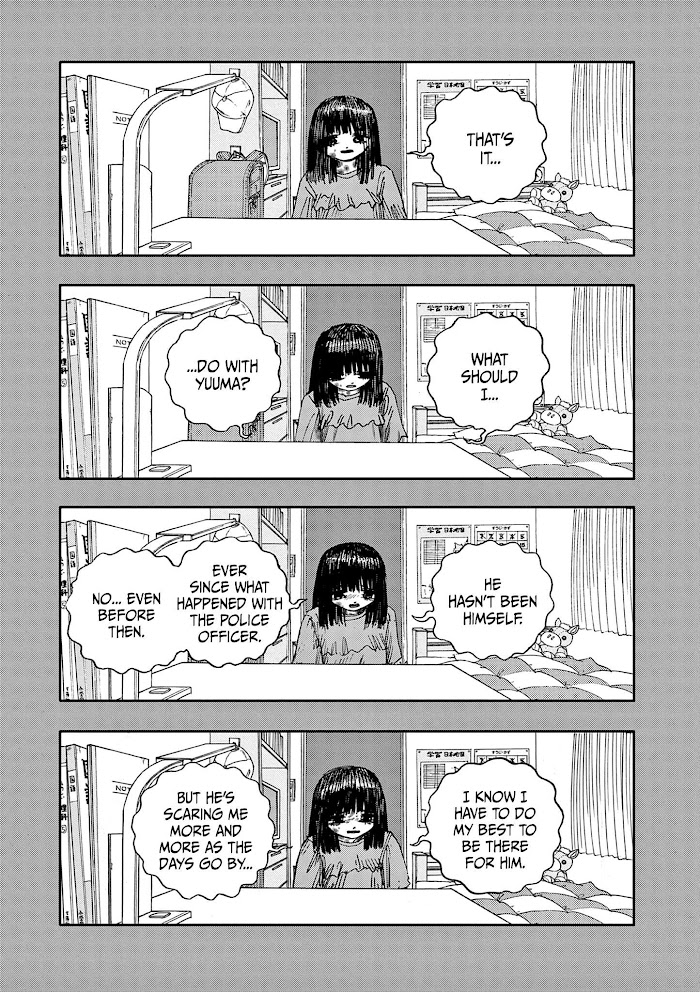 THAT'S
IT...
WHAT
SHOULD
I...
...DO WITH
YUUMA?
HE
HASN'T BEEN
HIMSELF.
EVER
SINCE WHAT
HAPPENED WITH
THE POLICE
OFFICER.
NO... EVEN
BEFORE
THEN.
I KNOW I
HAVE TO DO
MY BEST TO
BE THERE
FOR HIM.
BUT HE'S
SCARING ME
MORE AND
MORE AS THE
DAYS GO BY...